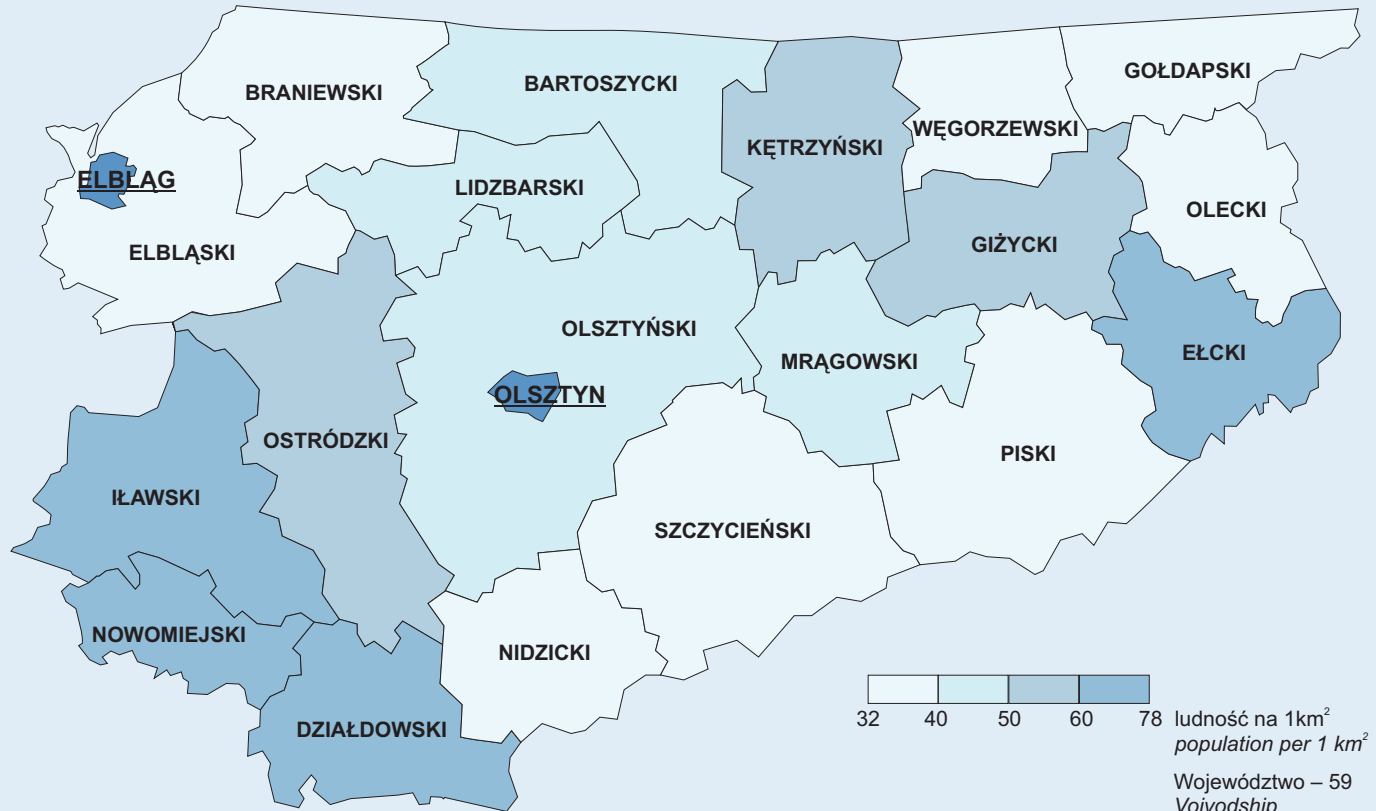 GOŁDAPSKI
BARTOSZYCKI
BRANIEWSKI
WĘGORZEWSKI
KĘTRZYŃSKI
ELBLĄG
LIDZBARSKI
OLECKI
GIŻYCKI
ELBLĄSKI
OLSZTYŃSKI
EŁCKI
MRĄGOWSKI
OLSZTYN
OSTRÓDZKI
PISKI
IŁAWSKI
SZCZYCIEŃSKI
NOWOMIEJSKI
NIDZICKI
DZIAŁDOWSKI
32 40 50 60 78
ludność na 1km²
population per 1 km²
Województwo – 59
Voivodship